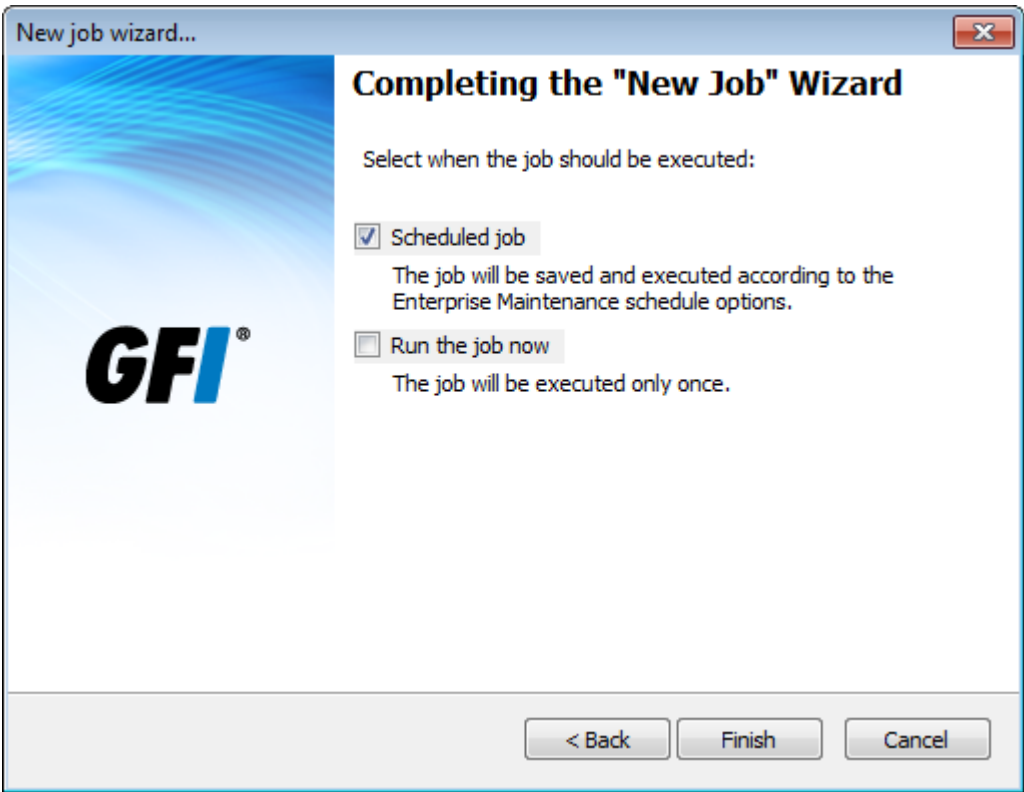 New job wizard...
Completing the "New Job" Wizard
Select when the job should be executed:
Scheduled job
The job will be saved and executed according to the
Enterprise Maintenance schedule options.
Run the job now
The job will be executed only once.
GFI®
< Back
Finish
Cancel